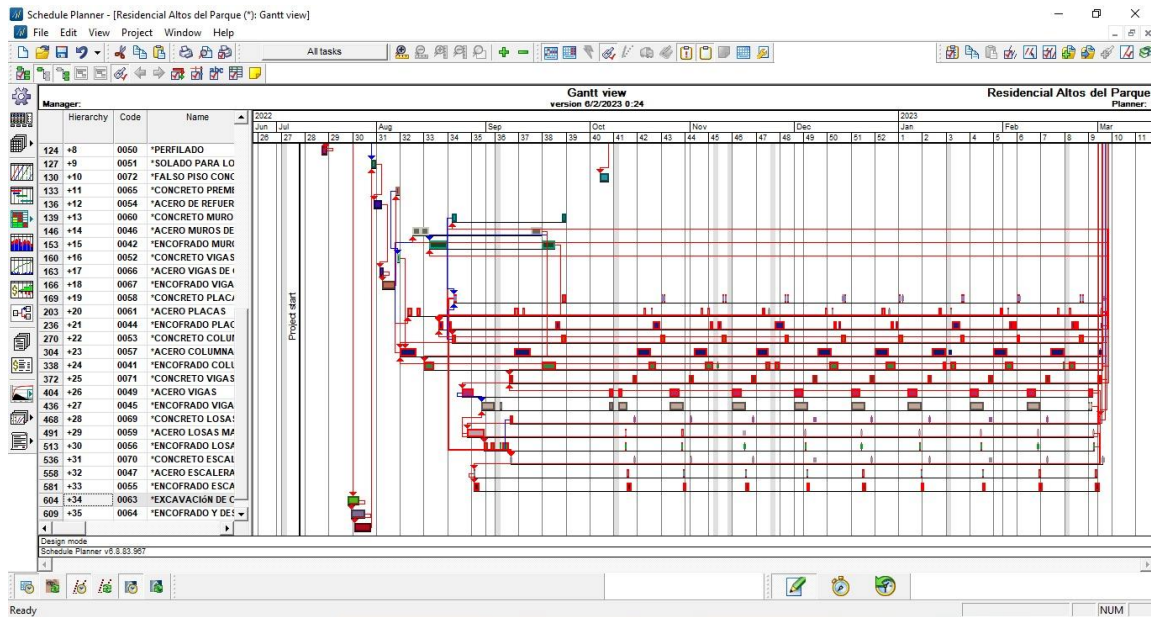 Schedule Planner - [Residencial Altos del Parque (*): Gantt view]
File Edit View Project Window Help
All tasks
Gantt view
version 6/2/2023 0:24
Residencial Altos del Parque
Manager:
Planner:
Hierarchy Code Name
2022 2023
Jun Jul Aug Sep Oct Nov Dec Jan Feb Mar
26 27 28 29 30 31 32 33 34 35 36 37 38 39 40 41 42 43 44 45 46 47 48 49 50 51 52 1 2 3 4 5 6 7 8 9 10 11
124 +8 0050 *PERFILADO
127 +9 0051 *SOLADO PARA LO
130 +10 0072 *FALSO PISO CONC
133 +11 0065 *CONCRETO PREME
136 +12 0054 *ACERO DE REFUER
139 +13 0060 *CONCRETO MURO
146 +14 0046 *ACERO MUROS DE
153 +15 0042 *ENCOFRADO MURO
160 +16 0052 *CONCRETO VIGAS
163 +17 0066 *ACERO VIGAS DE
166 +18 0067 *ENCOFRADO VIGA
169 +19 0058 *CONCRETO PLACA
203 +20 0061 *ACERO PLACAS
236 +21 0044 *ENCOFRADO PLAC
270 +22 0053 *CONCRETO COLUM
304 +23 0057 *ACERO COLUMNA
338 +24 0041 *ENCOFRADO COLU
372 +25 0071 *CONCRETO VIGAS
404 +26 0049 *ACERO VIGAS
436 +27 0045 *ENCOFRADO VIGA
468 +28 0069 *CONCRETO LOSAS
491 +29 0059 *ACERO LOSAS MA
513 +30 0056 *ENCOFRADO LOSA
536 +31 0070 *CONCRETO ESCAL
558 +32 0047 *ACERO ESCALERA
581 +33 0055 *ENCOFRADO ESCA
604 +34 0063 *EXCAVACIóN DE C
609 +35 0064 *ENCOFRADO Y DES
Project start
Design mode
Schedule Planner v6.8.83.967
Ready
NUM